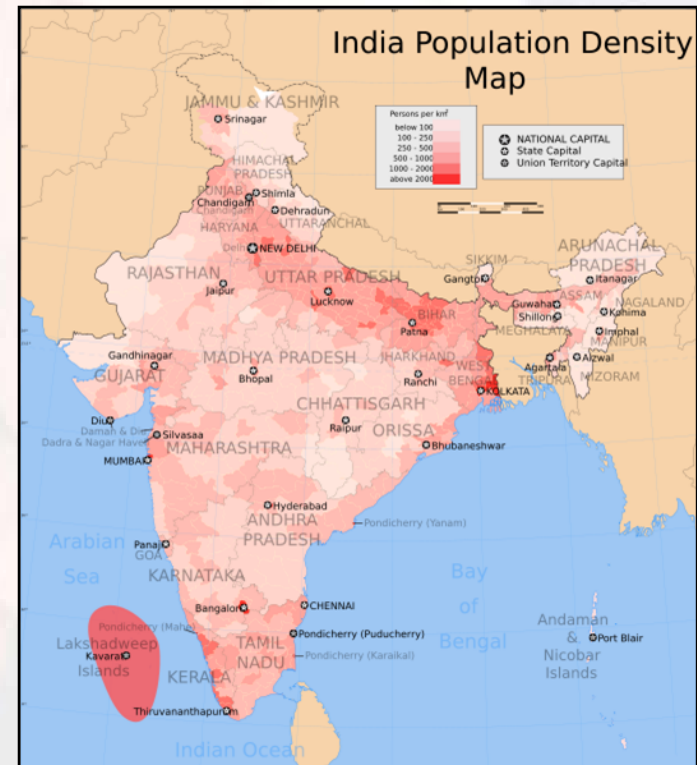 India Population Density
Map
Persons per km²
below 100
100 - 250
250 - 500
500 - 1000
1000 - 2000
above 2000
NATIONAL CAPITAL
State Capital
Union Territory Capital
JAMMU & KASHMIR
Srinagar
HIMACHAL
PRADESH
Shimla
PUNJAB
Chandigarh
Chandigarh
Dehradun
UTTARANCHAL
HARYANA
Delhi
NEW DELHI
RAJASTHAN
Jaipur
UTTAR PRADESH
Lucknow
SIKKIM
Gangtok
ARUNACHAL
PRADESH
Itanagar
ASSAM
Guwahati
NAGALAND
Shillong
Kohima
MEGHALAYA
Imphal
MANIPUR
BIHAR
Patna
Gandhinagar
GUJARAT
MADHYA PRADESH
Bhopal
JHARKHAND
Ranchi
WEST
BENGAL
KOLKATA
Agartala
TRIPURA
Aizwal
MIZORAM
CHHATTISGARH
Raipur
ORISSA
Bhubaneshwar
Diu
Daman & Diu
Dadra & Nagar Haveli
Silvasaa
MAHARASHTRA
MUMBAI
Hyderabad
ANDHRA
PRADESH
Pondicherry (Yanam)
Arabian
Sea
Panaji
GOA
KARNATAKA
Bangalore
CHENNAI
Bay
of
Bengal
Pondicherry (Mahe)
Pondicherry (Puducherry)
Pondicherry (Karaikal)
Lakshadweep
Islands
Kavarati
TAMIL
NADU
KERALA
Thiruvananthapuram
Andaman
&
Nicobar
Islands
Port Blair
Indian Ocean